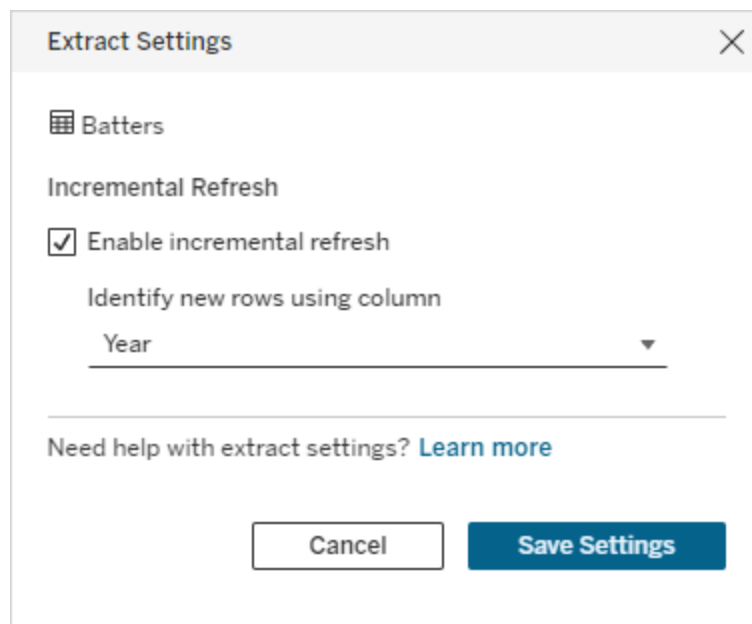 Extract Settings
Batters
Incremental Refresh
Enable incremental refresh
Identify new rows using column
Year
Need help with extract settings? Learn more
Cancel
Save Settings